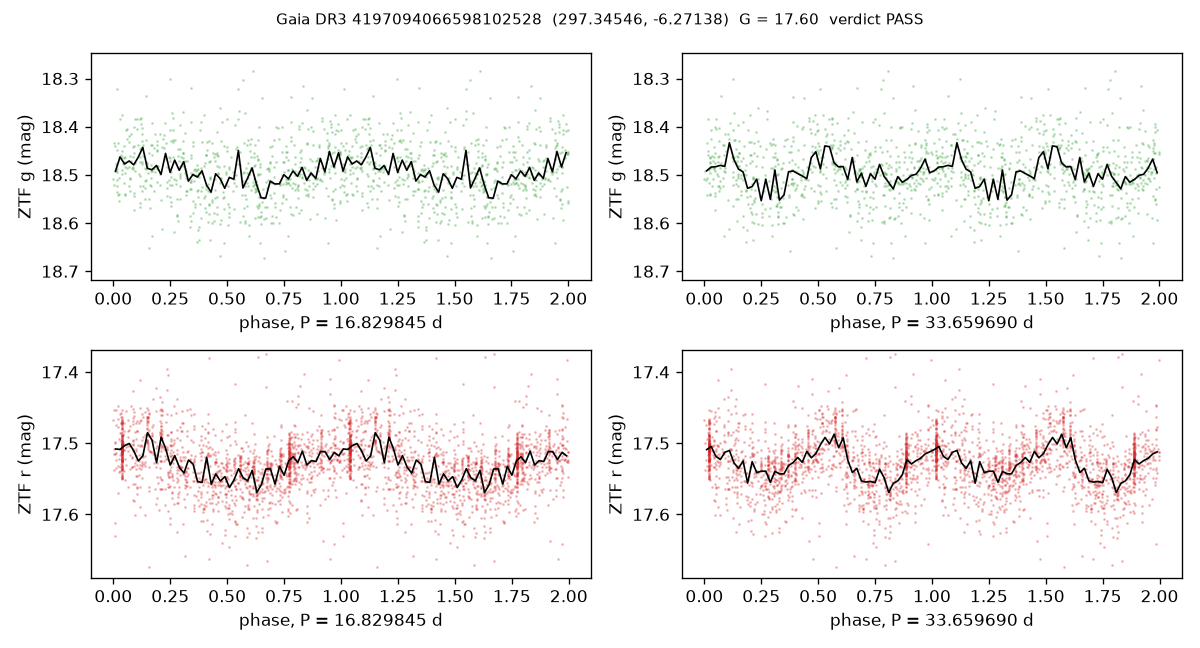 Gaia DR3 4197094066598102528 (297.34546, -6.27138) G = 17.60 verdict PASS
ZTF g (mag)
18.3
18.4
18.5
18.6
18.7
0.00 0.25 0.50 0.75 1.00 1.25 1.50 1.75 2.00
phase, P = 16.829845 d
ZTF g (mag)
18.3
18.4
18.5
18.6
18.7
0.00 0.25 0.50 0.75 1.00 1.25 1.50 1.75 2.00
phase, P = 33.659690 d
ZTF r (mag)
17.4
17.5
17.6
0.00 0.25 0.50 0.75 1.00 1.25 1.50 1.75 2.00
phase, P = 16.829845 d
ZTF r (mag)
17.4
17.5
17.6
0.00 0.25 0.50 0.75 1.00 1.25 1.50 1.75 2.00
phase, P = 33.659690 d